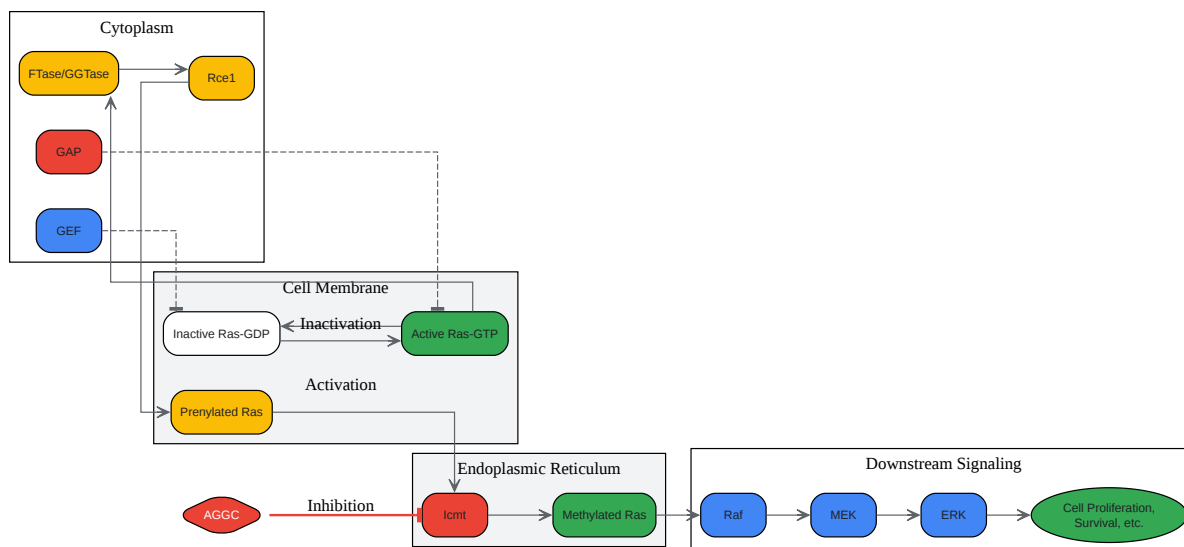 Cytoplasm
FTase/GGTase
Rce1
GAP
GEF
Cell Membrane
Inactivation
Inactive Ras-GDP
Active Ras-GTP
Activation
Prenylated Ras
Endoplasmic Reticulum
Downstream Signaling
Inhibition
AGGC
Icmt
Methylated Ras
Raf
MEK
ERK
Cell Proliferation,
Survival, etc.